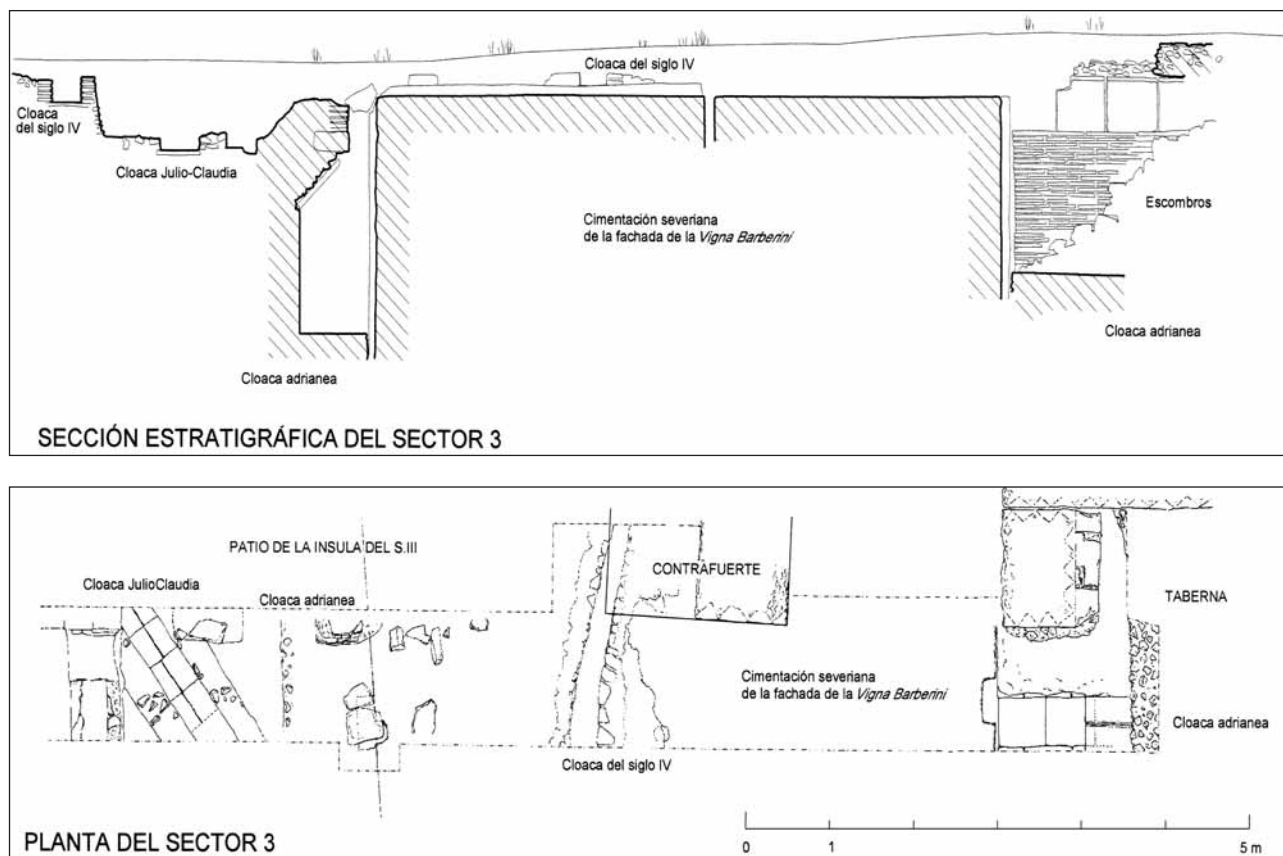 Cloaca del siglo IV
Cloaca
del siglo IV
Cloaca Julio-Claudia
Escombros
Cimentación severiana
de la fachada de la Vigna Barberini
Cloaca adrianea
Cloaca adrianea
SECCIÓN ESTRATIGRÁFICA DEL SECTOR 3
PATIO DE LA INSULA DEL S.III
CONTRAFUERTE
Cloaca JulioClaudia
Cloaca adrianea
TABERNA
Cimentación severiana
de la fachada de la Vigna Barberini
Cloaca adrianea
Cloaca del siglo IV
PLANTA DEL SECTOR 3
0 1 5 m